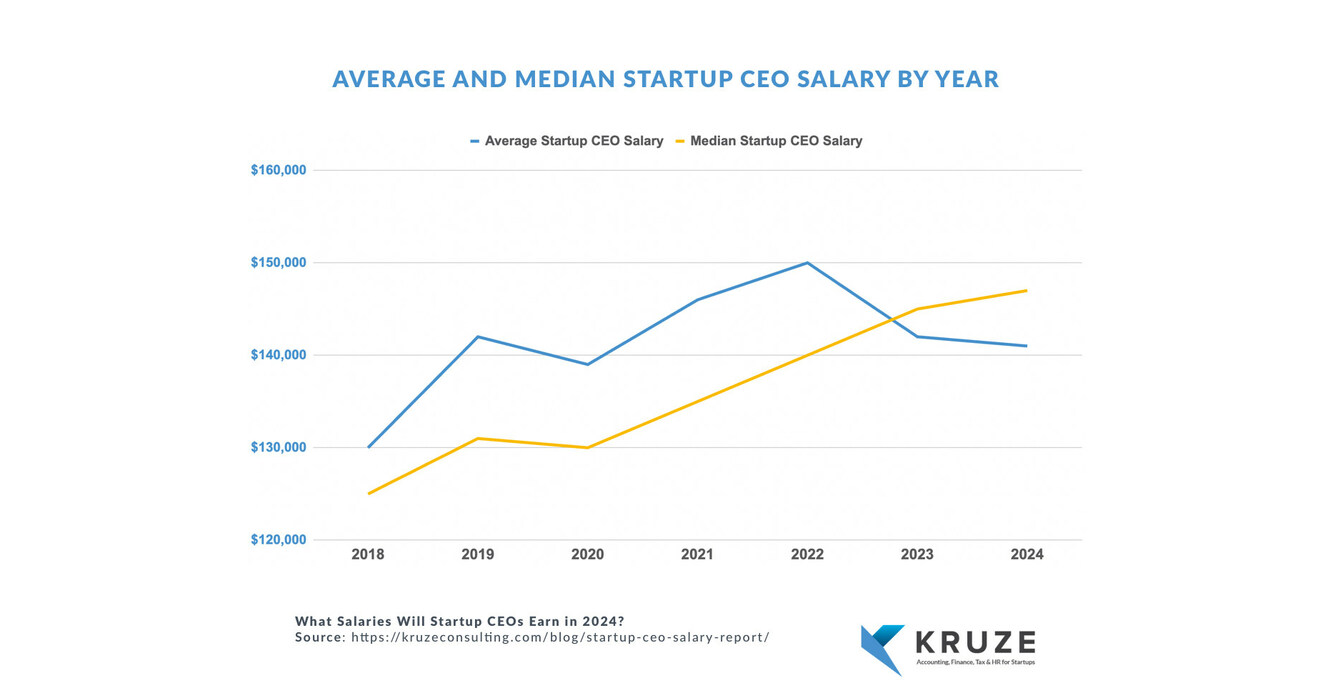 AVERAGE AND MEDIAN STARTUP CEO SALARY BY YEAR
Average Startup CEO Salary Median Startup CEO Salary
$160,000
$150,000
$140,000
$130,000
$120,000
2018 2019 2020 2021 2022 2023 2024
What Salaries Will Startup CEOs Earn in 2024?
Source: https://kruzeconsulting.com/blog/startup-ceo-salary-report/
KRUZE
Accounting, Finance, Tax & HR for Startups